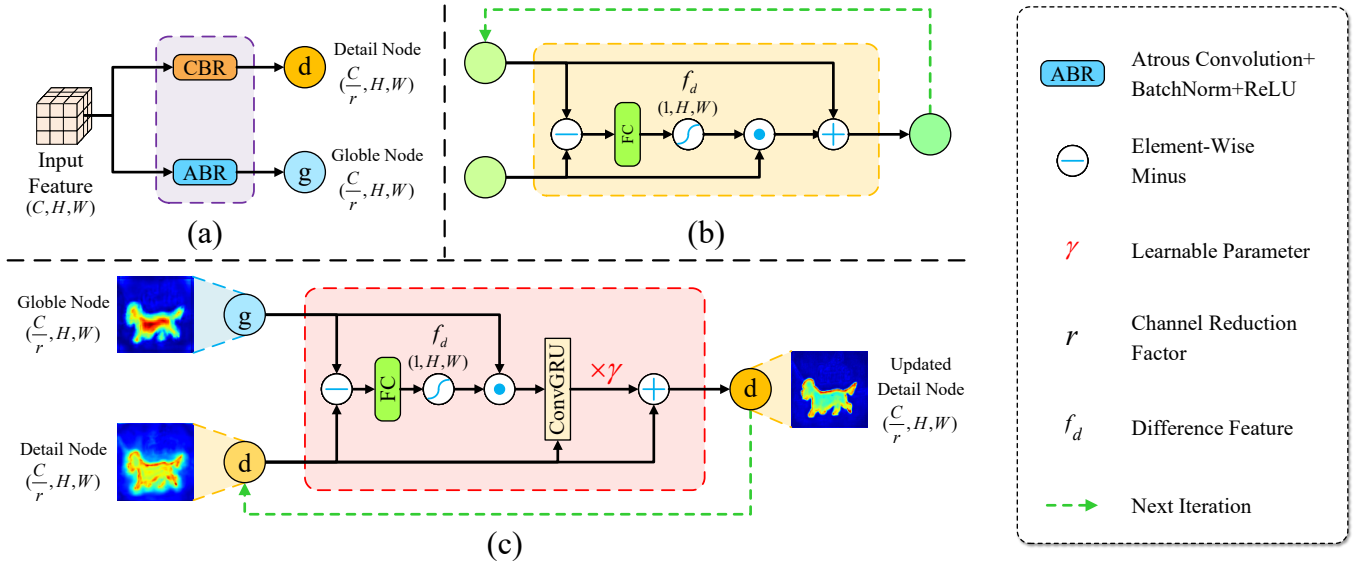 CBR
d
Detail Node
(C/r, H, W)
Input
Feature
(C, H, W)
ABR
g
Globle Node
(C/r, H, W)
(a)
f_d
(1, H, W)
FC
(b)
Globle Node
(C/r, H, W)
g
f_d
(1, H, W)
FC
ConvGRU
×γ
d
Updated
Detail Node
(C/r, H, W)
Detail Node
(C/r, H, W)
d
(c)
ABR
Atrous Convolution+
BatchNorm+ReLU
Element-Wise
Minus
γ
Learnable Parameter
r
Channel Reduction
Factor
f_d
Difference Feature
Next Iteration